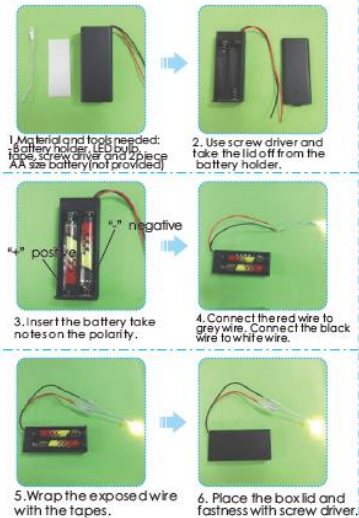 1.Material and tools needed:
-Battery holder, LED bulb,
tape, screw driver and 2piece
AA size battery(not provided)
2. Use screw driver and
take the lid off from the
battery holder.
"-" negative
"+" postive
3.Insert the battery take
notes on the polarity.
4.Connect the red wire to
grey wire. Connect the black
wire to white wire.
5.Wrap the exposed wire
with the tapes.
6. Place the box lid and
fastness with screw driver.